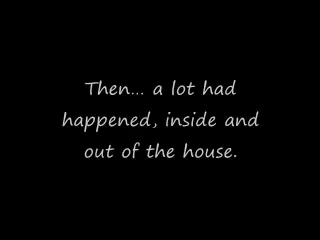 Then... a lot had
happened, inside and
out of the house.